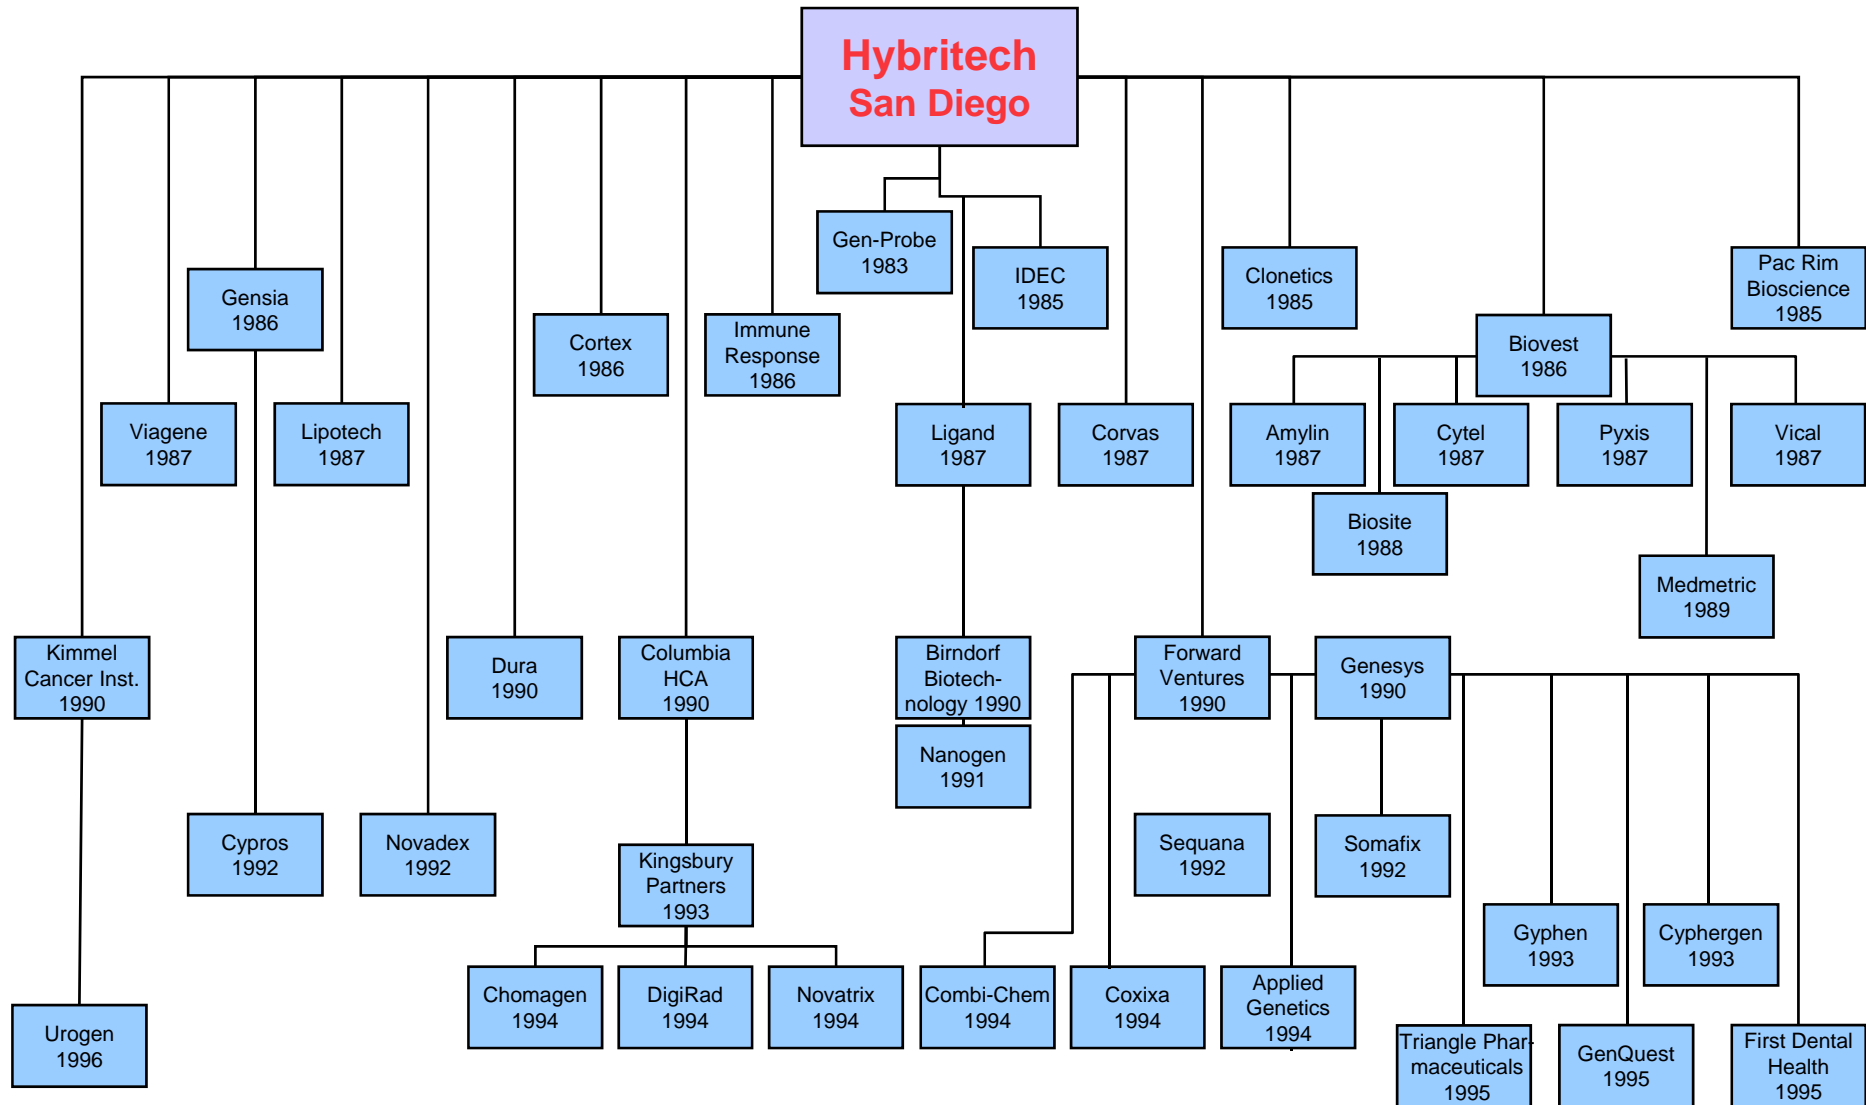 Hybritech
San Diego
Gen-Probe
1983
IDEC
1985
Clonetics
1985
Pac Rim
Bioscience
1985
Gensia
1986
Cortex
1986
Immune
Response
1986
Biovest
1986
Viagene
1987
Lipotech
1987
Ligand
1987
Corvas
1987
Amylin
1987
Cytel
1987
Pyxis
1987
Vical
1987
Biosite
1988
Medmetric
1989
Kimmel
Cancer Inst.
1990
Dura
1990
Columbia
HCA
1990
Birndorf
Biotech-
nology 1990
Forward
Ventures
1990
Genesys
1990
Nanogen
1991
Cypros
1992
Novadex
1992
Kingsbury
Partners
1993
Sequana
1992
Somafix
1992
Gyphen
1993
Cyphergen
1993
Chomagen
1994
DigiRad
1994
Novatrix
1994
Combi-Chem
1994
Coxixa
1994
Applied
Genetics
1994
Urogen
1996
Triangle Phar-
maceuticals
1995
GenQuest
1995
First Dental
Health
1995